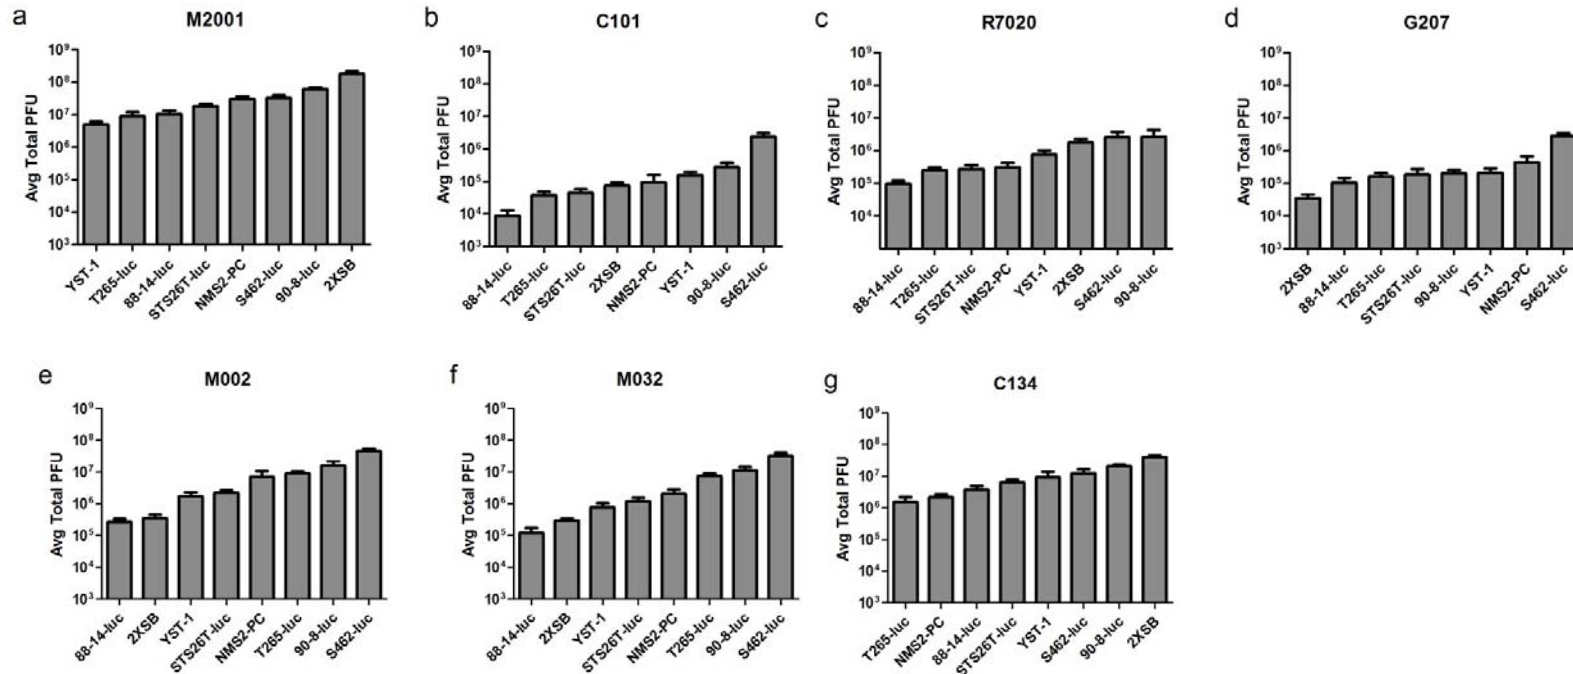 a
M2001
Avg Total PFU
10⁹
10⁸
10⁷
10⁶
10⁵
10⁴
10³
YST-1
T265-luc
88-14-luc
STS26T-luc
NMS2-PC
S462-luc
90-8-luc
2XSB
b
C101
Avg Total PFU
10⁹
10⁸
10⁷
10⁶
10⁵
10⁴
10³
88-14-luc
T265-luc
STS26T-luc
2XSB
NMS2-PC
YST-1
90-8-luc
S462-luc
c
R7020
Avg Total PFU
10⁹
10⁸
10⁷
10⁶
10⁵
10⁴
88-14-luc
T265-luc
STS26T-luc
NMS2-PC
YST-1
2XSB
S462-luc
90-8-luc
d
G207
Avg Total PFU
10⁹
10⁸
10⁷
10⁶
10⁵
10⁴
10³
2XSB
88-14-luc
T265-luc
STS26T-luc
90-8-luc
YST-1
NMS2-PC
S462-luc
e
M002
Avg Total PFU
10⁹
10⁸
10⁷
10⁶
10⁵
10⁴
10³
88-14-luc
2XSB
YST-1
STS26T-luc
NMS2-PC
T265-luc
90-8-luc
S462-luc
f
M032
Avg Total PFU
10⁹
10⁸
10⁷
10⁶
10⁵
10⁴
10³
88-14-luc
2XSB
YST-1
STS26T-luc
NMS2-PC
T265-luc
90-8-luc
S462-luc
g
C134
Avg Total PFU
10⁹
10⁸
10⁷
10⁶
10⁵
10⁴
10³
T265-luc
NMS2-PC
88-14-luc
STS26T-luc
YST-1
S462-luc
90-8-luc
2XSB